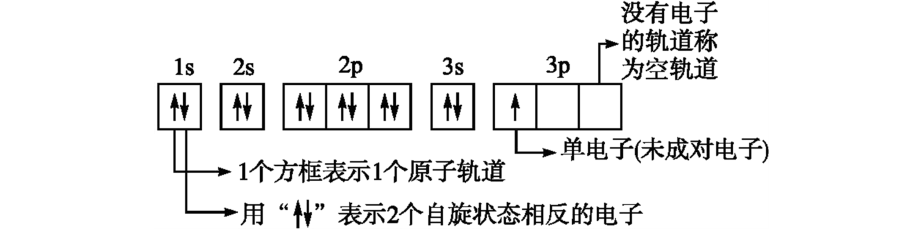 没有电子
的轨道称
为空轨道
1s 2s 2p 3s 3p
单电子(未成对电子)
1个方框表示1个原子轨道
用“↑↓”表示2个自旋状态相反的电子